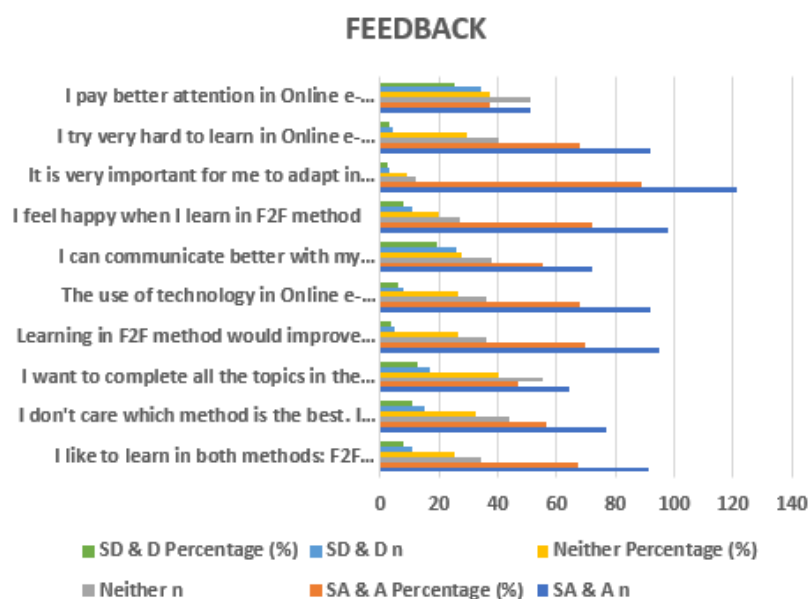 FEEDBACK
I pay better attention in Online e-...
I try very hard to learn in Online e-...
It is very important for me to adapt in...
I feel happy when I learn in F2F method
I can communicate better with my...
The use of technology in Online e-...
Learning in F2F method would improve...
I want to complete all the topics in the...
I don't care which method is the best. I...
I like to learn in both methods: F2F...
0 20 40 60 80 100 120 140
SD & D Percentage (%) SD & D n Neither Percentage (%)
Neither n SA & A Percentage (%) SA & A n